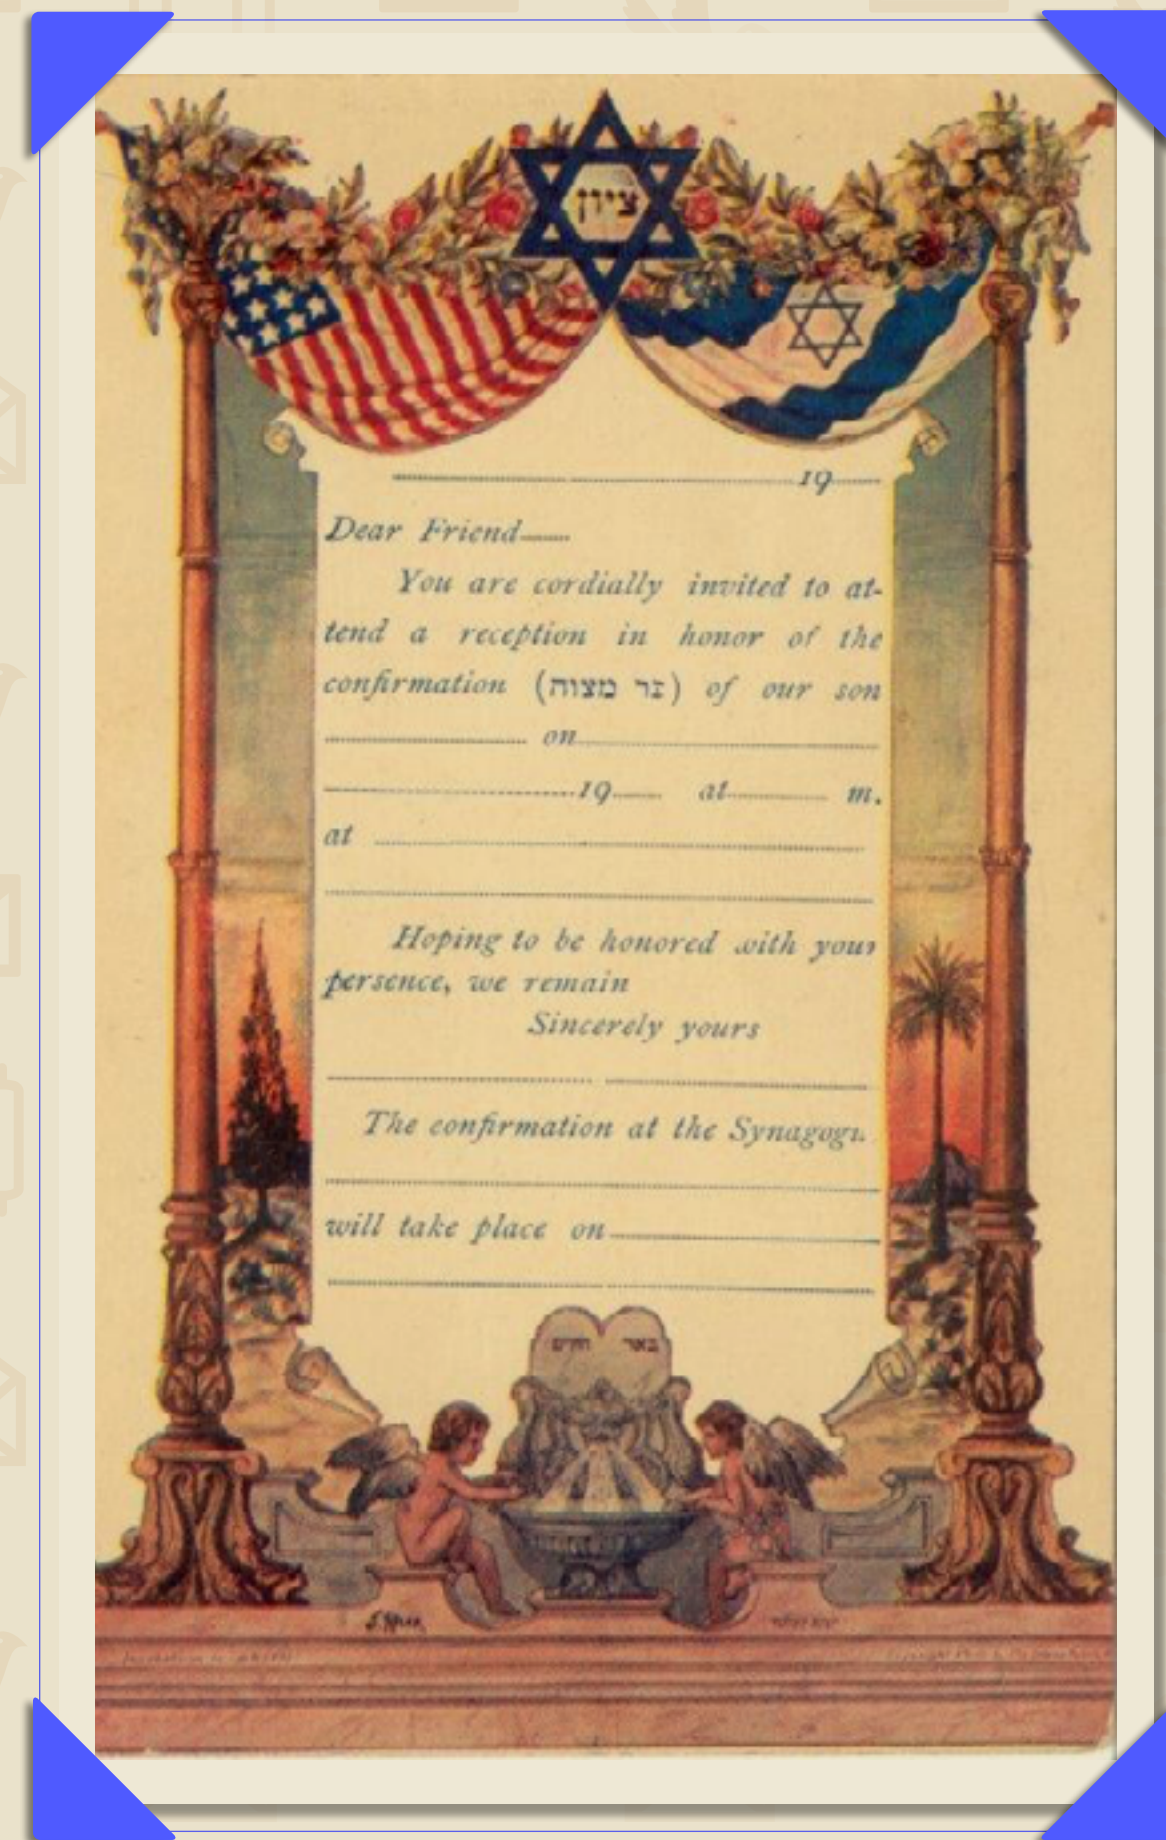 ציון
19
Dear Friend
You are cordially invited to at-
tend a reception in honor of the
confirmation (בר מצוה) of our son
on
19 at m.
at
Hoping to be honored with your
persence, we remain
Sincerely yours
The confirmation at the Synagogu
will take place on
באר החיים